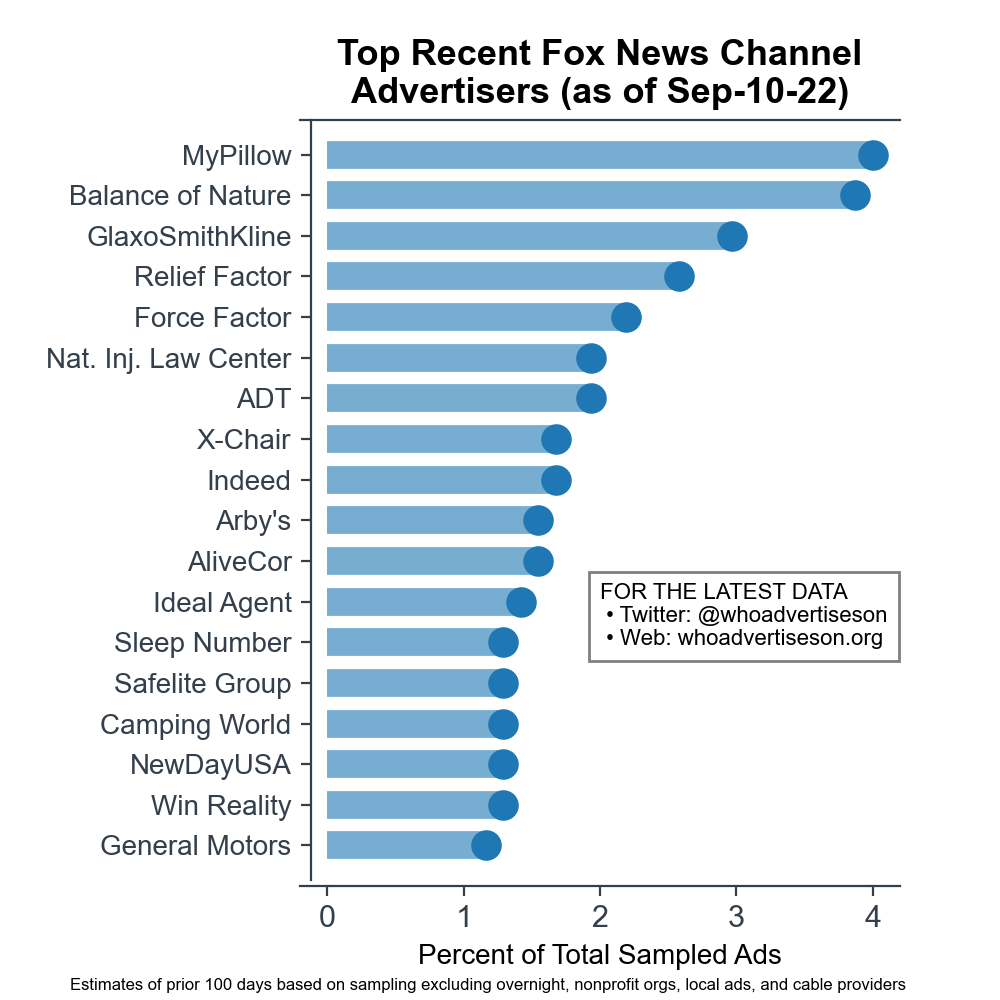 Top Recent Fox News Channel
Advertisers (as of Sep-10-22)
MyPillow
Balance of Nature
GlaxoSmithKline
Relief Factor
Force Factor
Nat. Inj. Law Center
ADT
X-Chair
Indeed
Arby's
AliveCor
Ideal Agent
Sleep Number
Safelite Group
Camping World
NewDayUSA
Win Reality
General Motors
FOR THE LATEST DATA
• Twitter: @whoadvertiseson
• Web: whoadvertiseson.org
0 1 2 3 4
Percent of Total Sampled Ads
Estimates of prior 100 days based on sampling excluding overnight, nonprofit orgs, local ads, and cable providers